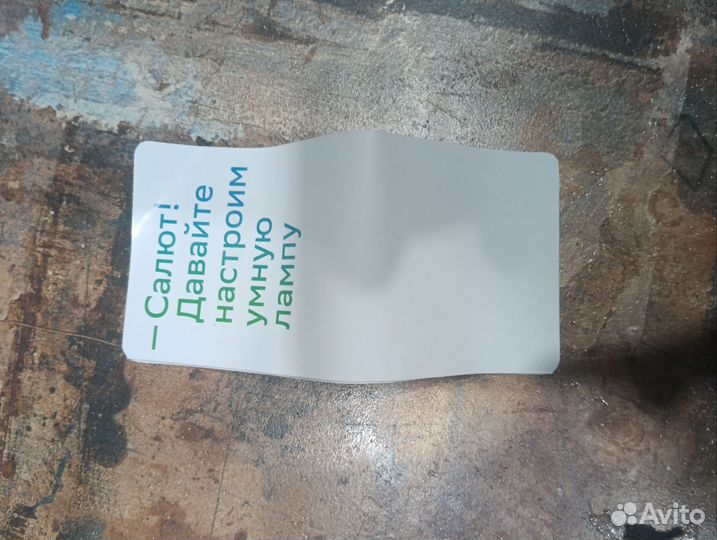 — Салют!
Давайте
настроим
умную
лампу
Avito